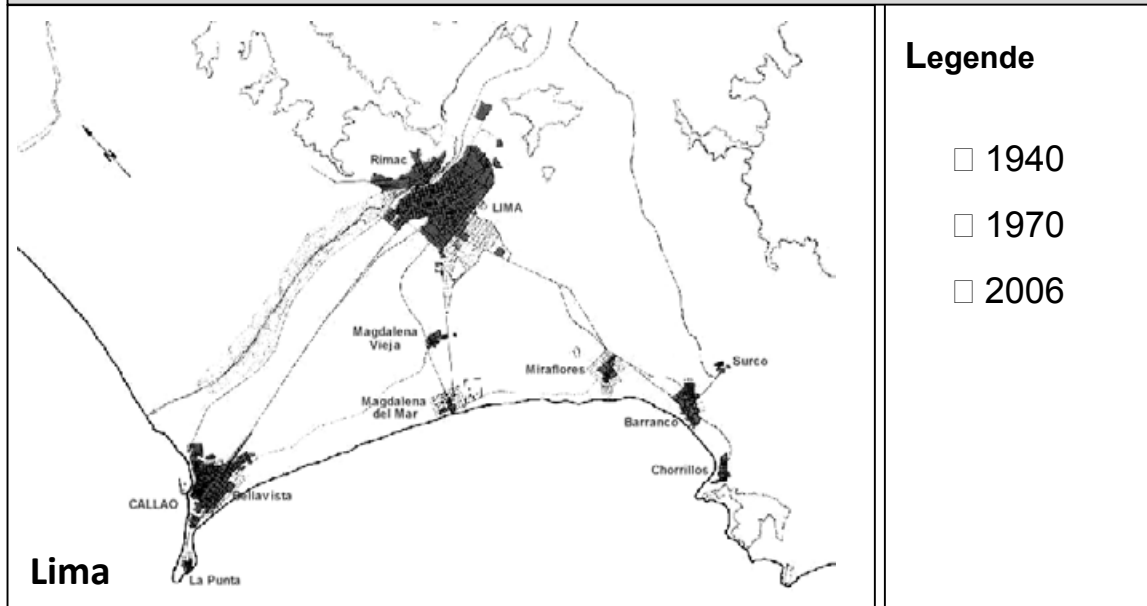 Legende
□ 1940
□ 1970
□ 2006
Rimac
LIMA
Magdalena
Vieja
Miraflores
Surco
Magdalena
del Mar
Barranco
Chorrillos
Bellavista
CALLAO
La Punta
Lima
N